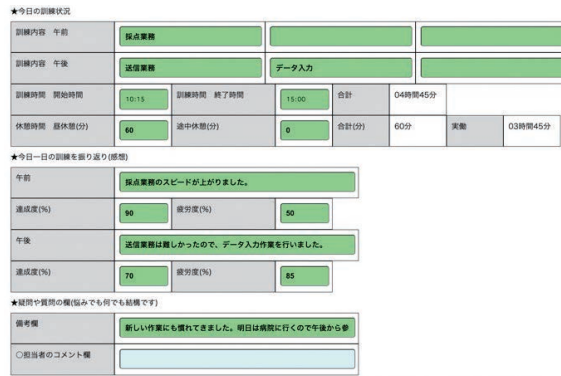 ★今日の訓練状況
訓練内容 午前 採点業務
訓練内容 午後 送信業務 データ入力
訓練時間 開始時間 10:15 訓練時間 終了時間 15:00 合計 04時間45分
休憩時間 昼休憩(分) 60 途中休憩(分) 0 合計(分) 60分 実働 03時間45分
★今日一日の訓練を振り返り(感想)
午前 採点業務のスピードが上がりました。
達成度(%) 90 疲労度(%) 50
午後 送信業務は難しかったので、データ入力作業を行いました。
達成度(%) 70 疲労度(%) 85
★疑問や質問の欄(悩みでも何でも結構です)
備考欄 新しい作業にも慣れてきました。明日は病院に行くので午後から参
○担当者のコメント欄